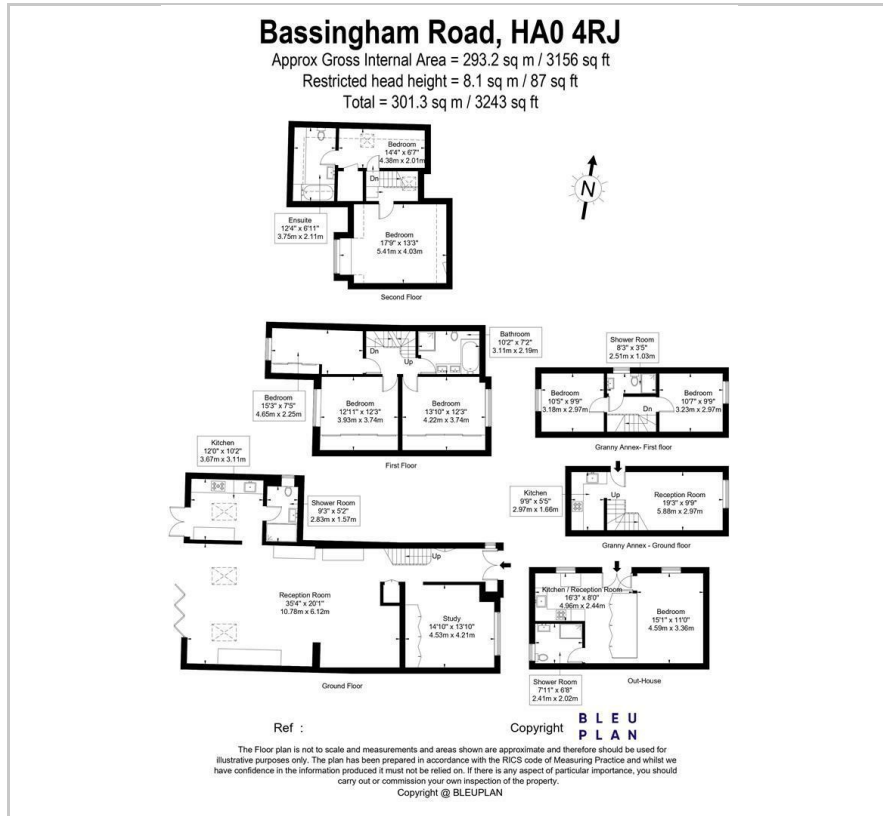 Bassingham Road, HA0 4RJ
Approx Gross Internal Area = 293.2 sq m / 3156 sq ft
Restricted head height = 8.1 sq m / 87 sq ft
Total = 301.3 sq m / 3243 sq ft
Bedroom
14'4" x 6'7"
4.38m x 2.01m
Dn
Ensuite
12'4" x 6'11"
3.75m x 2.11m
Bedroom
17'9" x 13'3"
5.41m x 4.03m
Second Floor
N
Bathroom
10'2" x 7'2"
3.11m x 2.19m
Dn
Up
Bedroom
15'3" x 7'5"
4.65m x 2.25m
Bedroom
12'11" x 12'3"
3.93m x 3.74m
Bedroom
13'10" x 12'3"
4.22m x 3.74m
First Floor
Shower Room
8'3" x 3'5"
2.51m x 1.03m
Bedroom
10'5" x 9'9"
3.18m x 2.97m
Dn
Bedroom
10'7" x 9'9"
3.23m x 2.97m
Granny Annex- First floor
Kitchen
9'9" x 5'5"
2.97m x 1.66m
Up
Reception Room
19'3" x 9'9"
5.88m x 2.97m
Granny Annex - Ground floor
Kitchen
12'0" x 10'2"
3.67m x 3.11m
Shower Room
9'3" x 5'2"
2.83m x 1.57m
Up
Reception Room
35'4" x 20'1"
10.78m x 6.12m
Study
14'10" x 13'10"
4.53m x 4.21m
Ground Floor
Kitchen / Reception Room
16'3" x 8'0"
4.96m x 2.44m
Bedroom
15'1" x 11'0"
4.59m x 3.36m
Shower Room
7'11" x 6'8"
2.41m x 2.02m
Out-House
Ref :
Copyright
BLEU
PLAN
The Floor plan is not to scale and measurements and areas shown are approximate and therefore should be used for
illustrative purposes only. The plan has been prepared in accordance with the RICS code of Measuring Practice and whilst we
have confidence in the information produced it must not be relied on. If there is any aspect of particular importance, you should
carry out or commission your own inspection of the property.
Copyright @ BLEUPLAN